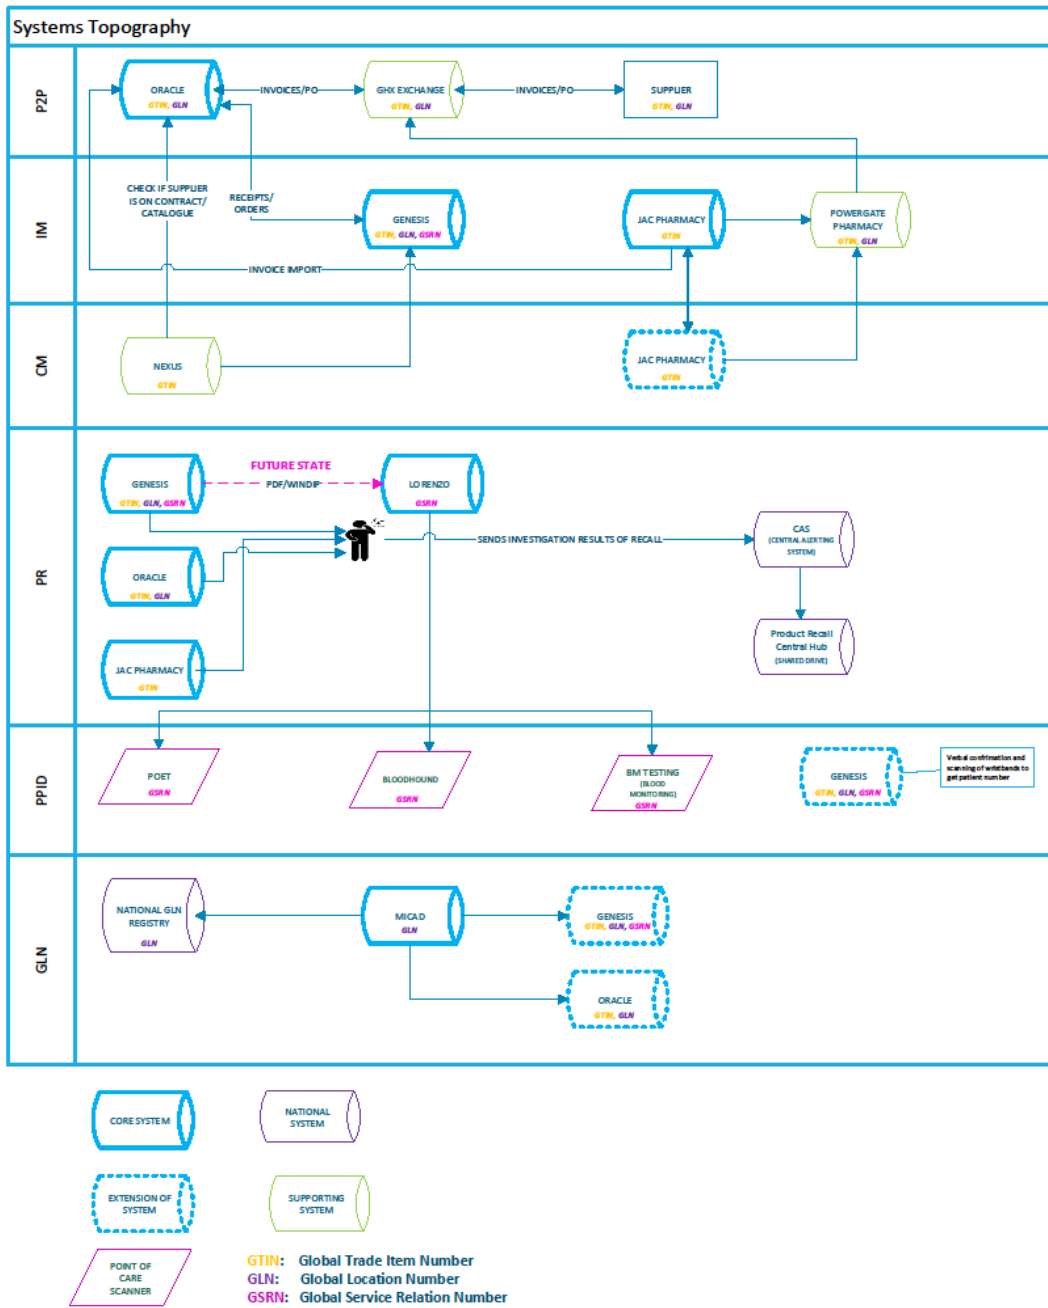 Systems Topography
P2P
ORACLE
GTIN, GLN
INVOICES/PO
GHX EXCHANGE
GTIN, GLN
INVOICES/PO
SUPPLIER
GTIN, GLN
IM
CHECK IF SUPPLIER
IS ON CONTRACT/
CATALOGUE
RECEIPTS/
ORDERS
GENESIS
GTIN, GLN, GSRN
JAC PHARMACY
GTIN
POWERGATE
PHARMACY
GTIN, GLN
INVOICE IMPORT
CM
NEXUS
GTIN
JAC PHARMACY
GTIN
PR
GENESIS
GTIN, GLN, GSRN
FUTURE STATE
PDF/WINDIP
LORENZO
GSRN
SENDS INVESTIGATION RESULTS OF RECALL
CAS
(CENTRAL ALERTING
SYSTEM)
ORACLE
GTIN, GLN
Product Recall
Central Hub
(SHARED DRIVE)
JAC PHARMACY
GTIN
PPID
POET
GSRN
BLOODHOUND
GSRN
BM TESTING
(BLOOD
MONITORING)
GSRN
GENESIS
GTIN, GLN, GSRN
Verbal confrimation and
scanning of wristbands to
get patient number
GLN
NATIONAL GLN
REGISTRY
GLN
MICAD
GLN
GENESIS
GTIN, GLN, GSRN
ORACLE
GTIN, GLN
CORE SYSTEM
NATIONAL
SYSTEM
EXTENSION OF
SYSTEM
SUPPORTING
SYSTEM
POINT OF
CARE
SCANNER
GTIN: Global Trade Item Number
GLN: Global Location Number
GSRN: Global Service Relation Number